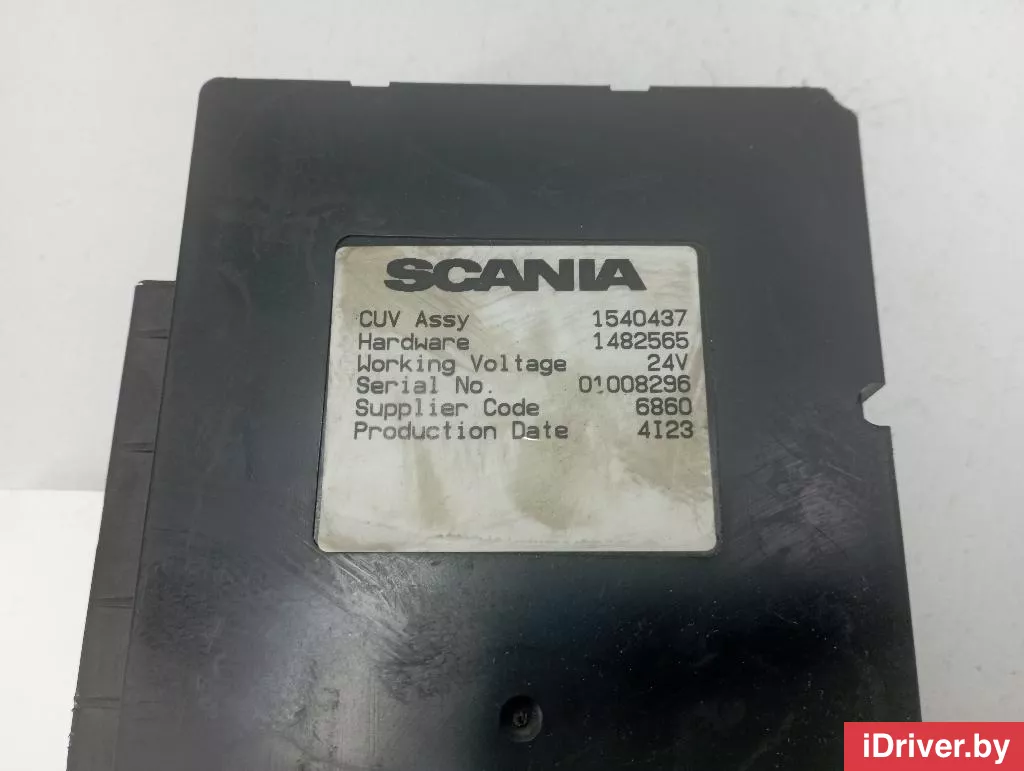 SCANIA
CUV Assy 1540437
Hardware 1482565
Working Voltage 24V
Serial No. 01008296
Supplier Code 6860
Production Date 4I23
iDriver.by